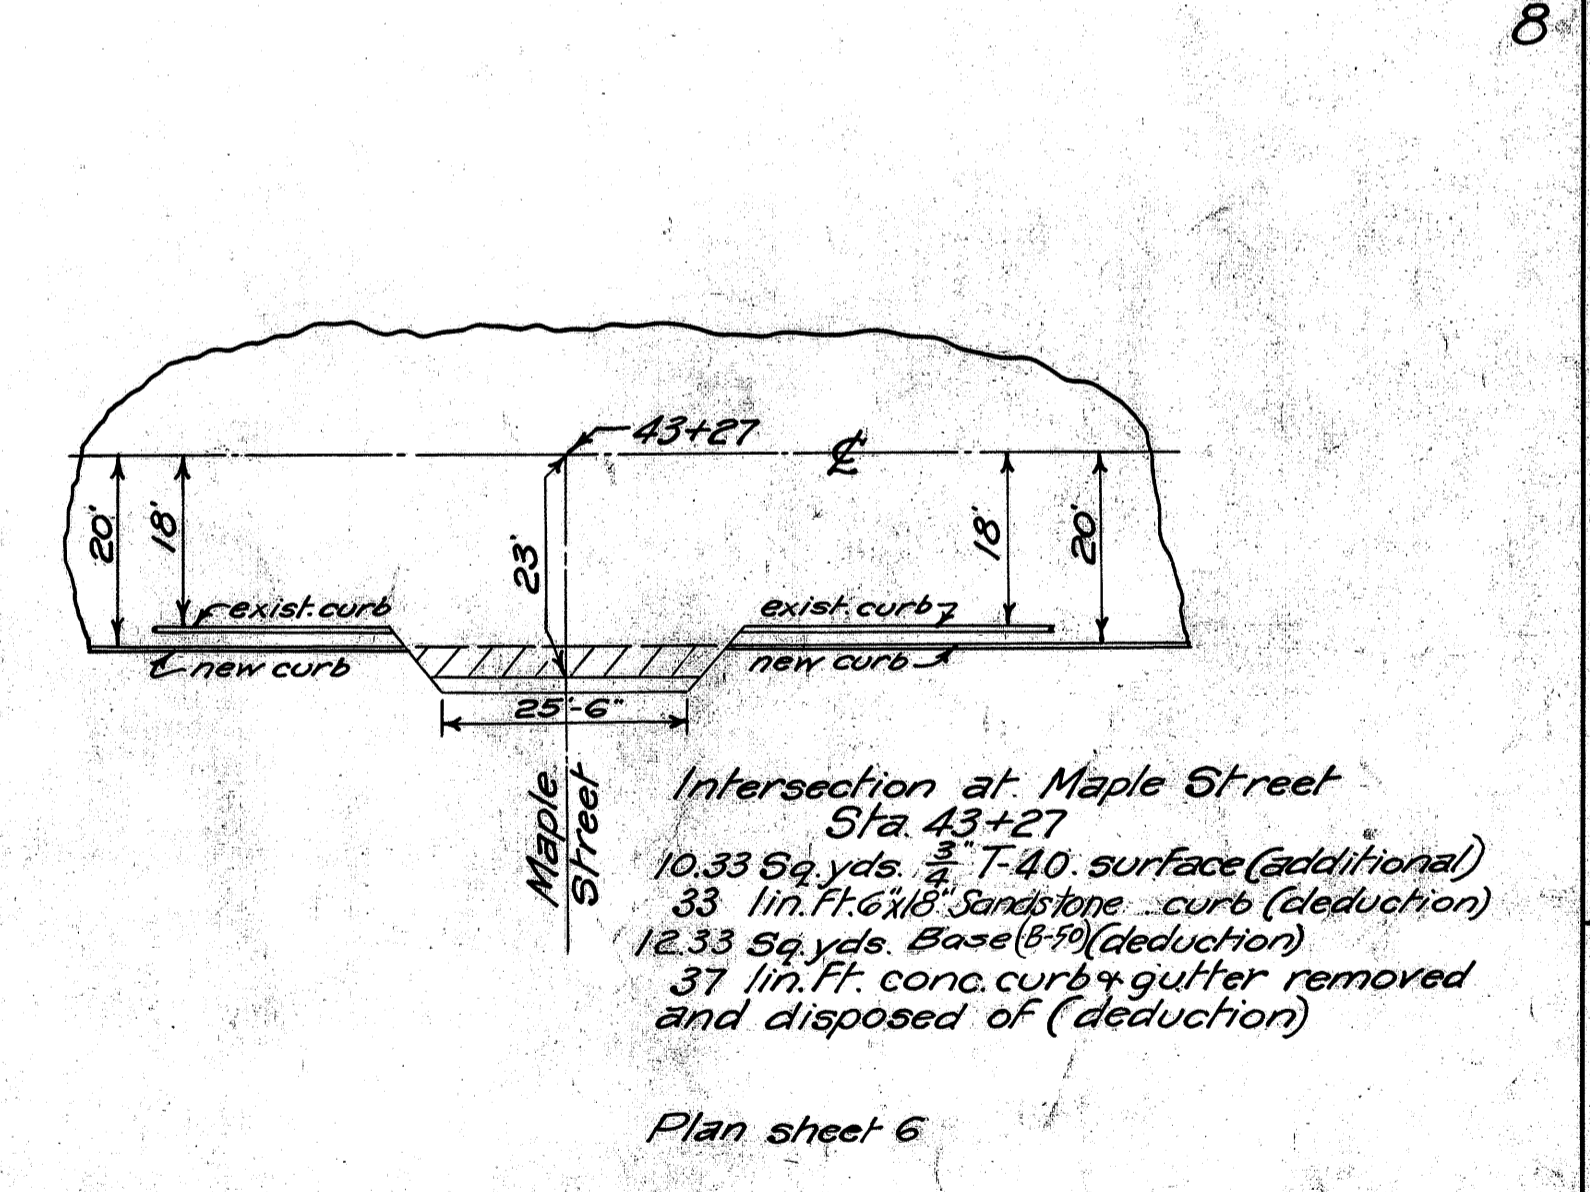 8
43+27
℄
20'
18'
23'
18'
20'
exist. curb
exist. curb
new curb
new curb
25'-6"
Maple
Street
Intersection at Maple Street
Sta. 43+27
10.33 Sq.yds. 3/4" T-40. surface (additional)
33 lin.ft. 6"x18" Sandstone curb (deduction)
12.33 Sq.yds. Base (B-50) (deduction)
37 lin.ft. conc. curb & gutter removed
and disposed of (deduction)
Plan sheet 6